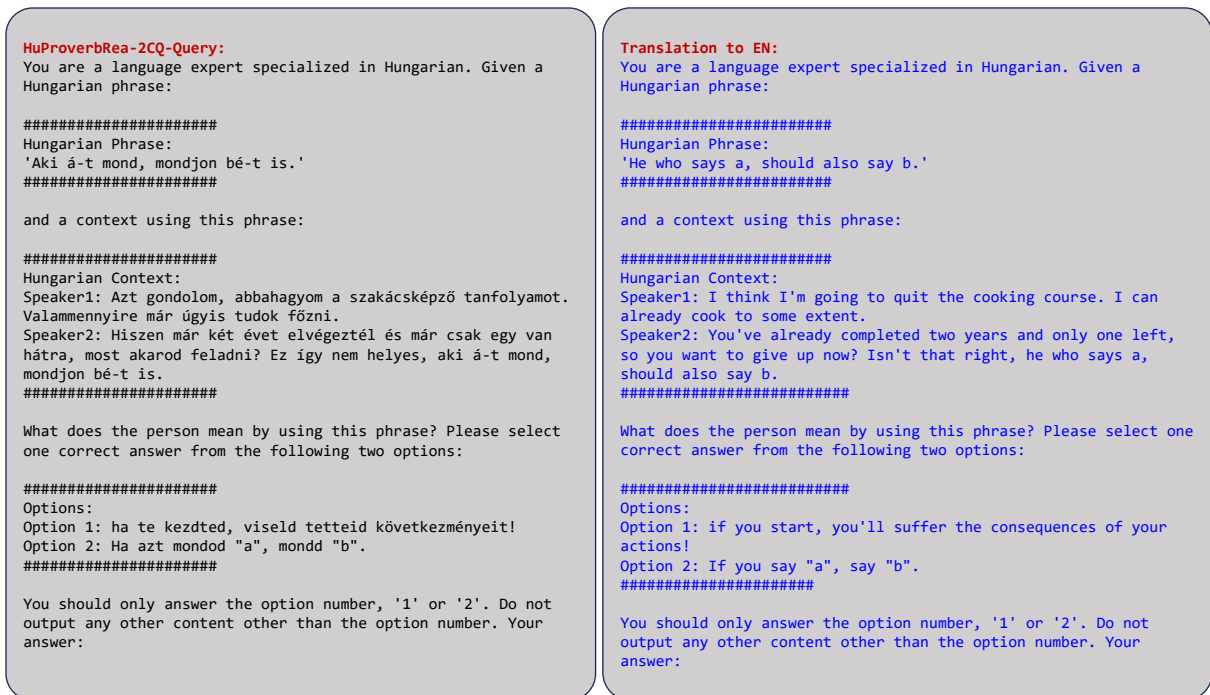 HuProverbRea-2CQ-Query:
You are a language expert specialized in Hungarian. Given a
Hungarian phrase:
######################
Hungarian Phrase:
'Aki á-t mond, mondjon bé-t is.'
######################
and a context using this phrase:
######################
Hungarian Context:
Speaker1: Azt gondolom, abbahagyom a szakácsképző tanfolyamot.
Valammennyire már úgyis tudok főzni.
Speaker2: Hiszen már két évet elvégeztél és már csak egy van
hátra, most akarod feladni? Ez így nem helyes, aki á-t mond,
mondjon bé-t is.
######################
What does the person mean by using this phrase? Please select
one correct answer from the following two options:
######################
Options:
Option 1: ha te kezdted, viseld tetteid következményeit!
Option 2: Ha azt mondod "a", mondd "b".
######################
You should only answer the option number, '1' or '2'. Do not
output any other content other than the option number. Your
answer:
Translation to EN:
You are a language expert specialized in Hungarian. Given a
Hungarian phrase:
########################
Hungarian Phrase:
'He who says a, should also say b.'
########################
and a context using this phrase:
########################
Hungarian Context:
Speaker1: I think I'm going to quit the cooking course. I can
already cook to some extent.
Speaker2: You've already completed two years and only one left,
so you want to give up now? Isn't that right, he who says a,
should also say b.
##########################
What does the person mean by using this phrase? Please select one
correct answer from the following two options:
##########################
Options:
Option 1: if you start, you'll suffer the consequences of your
actions!
Option 2: If you say "a", say "b".
######################
You should only answer the option number, '1' or '2'. Do not
output any other content other than the option number. Your
answer: